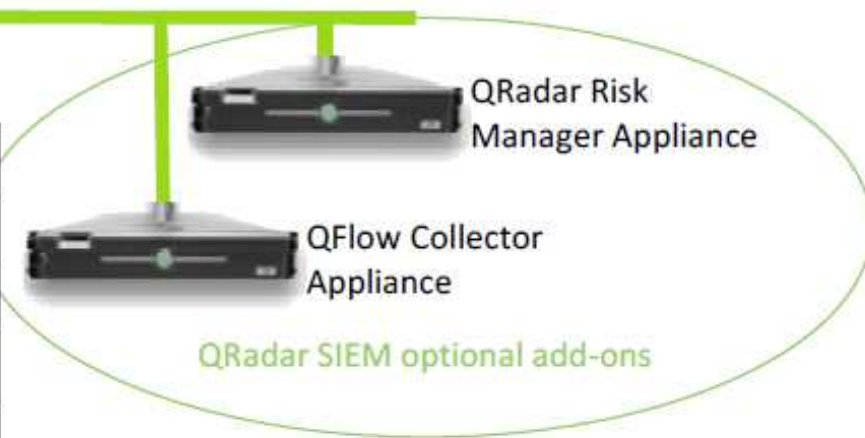 QRadar Risk
Manager Appliance
QFlow Collector
Appliance
QRadar SIEM optional add-ons